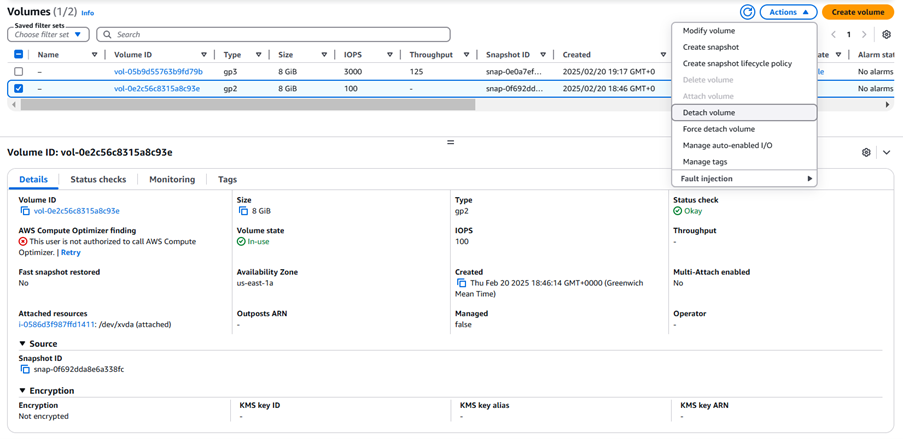 Volumes (1/2) Info
Actions
Create volume
Saved filter sets
Choose filter set
Search
1
Name Volume ID Type Size IOPS Throughput Snapshot ID Created ate Alarm stat
– vol-05b9d55763b9fd79b gp3 8 GiB 3000 125 snap-0e0a7ef... 2025/02/20 19:17 GMT+0 le No alarms
– vol-0e2c56c8315a8c93e gp2 8 GiB 100 - snap-0f692dd... 2025/02/20 18:46 GMT+0 No alarms
Modify volume
Create snapshot
Create snapshot lifecycle policy
Delete volume
Attach volume
Detach volume
Force detach volume
Manage auto-enabled I/O
Manage tags
Fault injection
Volume ID: vol-0e2c56c8315a8c93e
Details Status checks Monitoring Tags
Volume ID Size Type Status check
vol-0e2c56c8315a8c93e 8 GiB gp2 Okay
AWS Compute Optimizer finding Volume state IOPS Throughput
This user is not authorized to call AWS Compute In-use 100 -
Optimizer. | Retry
Fast snapshot restored Availability Zone Created Multi-Attach enabled
No us-east-1a Thu Feb 20 2025 18:46:14 GMT+0000 (Greenwich No
Mean Time)
Attached resources Outposts ARN Managed Operator
i-0586d3f987ffd1411: /dev/xvda (attached) - false -
Source
Snapshot ID
snap-0f692dda8e6a338fc
Encryption
Encryption KMS key ID KMS key alias KMS key ARN
Not encrypted - - -